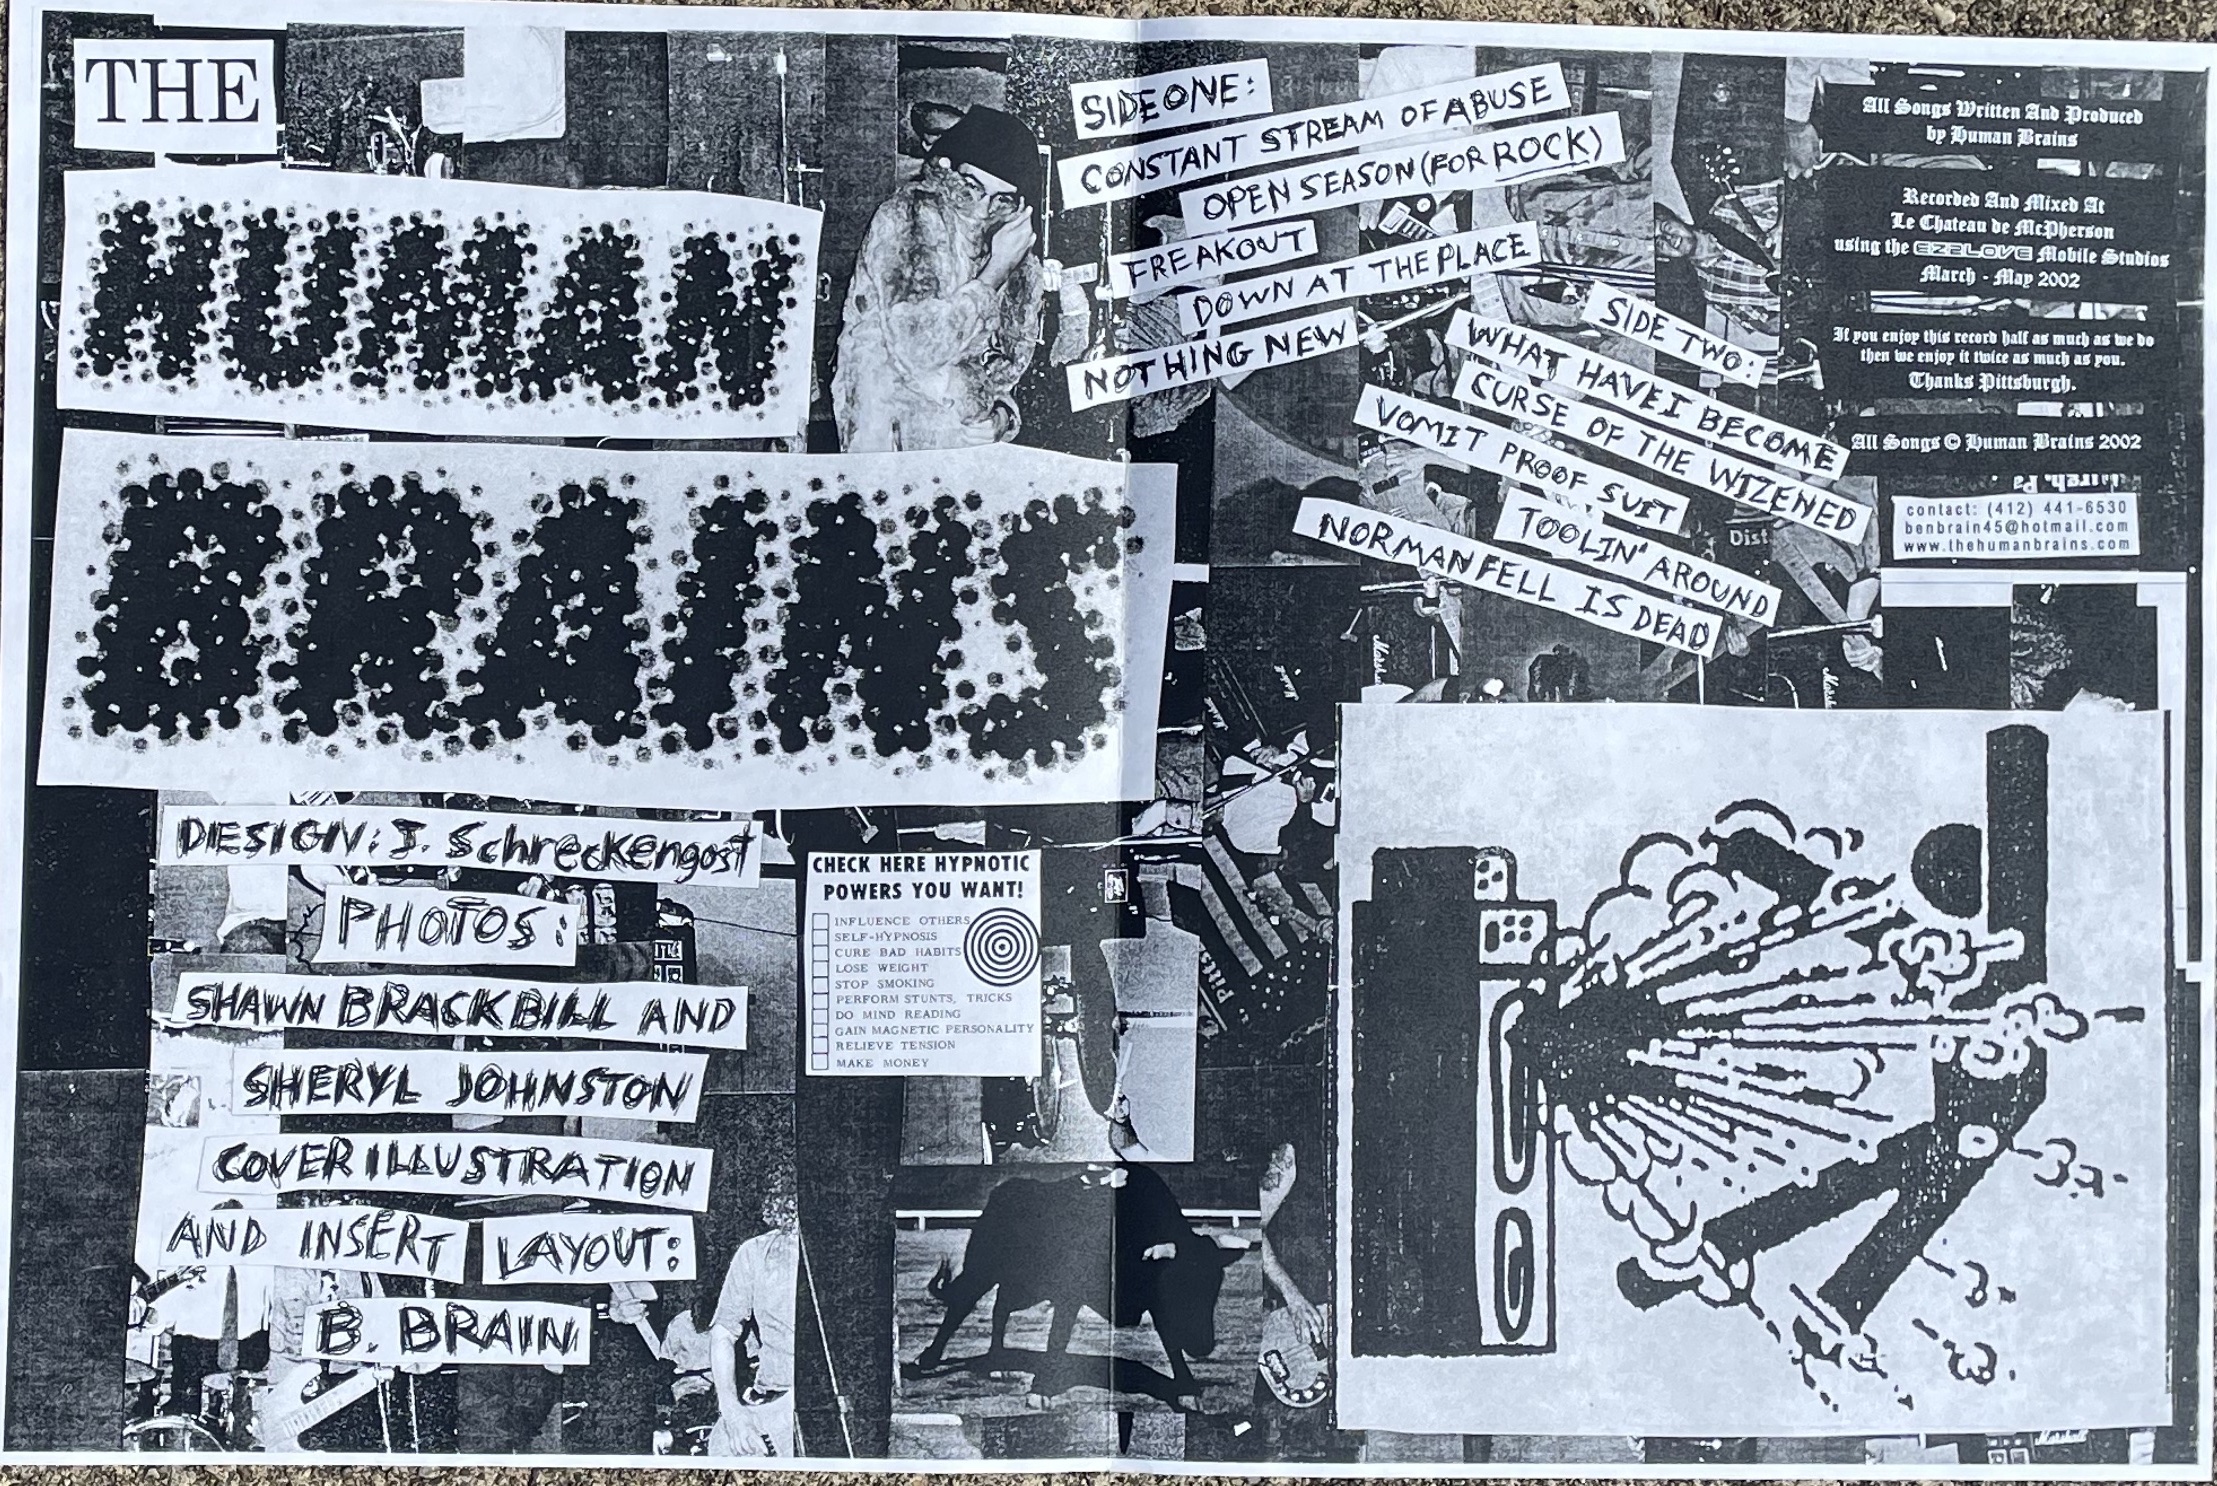 THE
HUMAN
BRAINS
SIDE ONE:
CONSTANT STREAM OF ABUSE
OPEN SEASON (FOR ROCK)
FREAKOUT
DOWN AT THE PLACE
NOTHING NEW
SIDE TWO:
WHAT HAVE I BECOME
CURSE OF THE WIZENED
VOMIT PROOF SUIT
TOOLIN' AROUND
NORMAN FELL IS DEAD
All Songs Written And Produced
by Human Brains
Recorded And Mixed At
Le Chateau de McPherson
using the EZZLOVE Mobile Studios
March - May 2002
If you enjoy this record half as much as we do
then we enjoy it twice as much as you.
Thanks Pittsburgh.
All Songs © Human Brains 2002
contact: (412) 441-6530
benbrain45@hotmail.com
www.thehumanbrains.com
Dist
DESIGN: J. Schreckengost
PHOTOS:
SHAWN BRACKBILL AND
SHERYL JOHNSTON
COVER ILLUSTRATION
AND INSERT LAYOUT:
B. BRAIN
CHECK HERE HYPNOTIC
POWERS YOU WANT!
INFLUENCE OTHERS
SELF-HYPNOSIS
CURE BAD HABITS
LOSE WEIGHT
STOP SMOKING
PERFORM STUNTS, TRICKS
DO MIND READING
GAIN MAGNETIC PERSONALITY
RELIEVE TENSION
MAKE MONEY
Pitts
Marshall